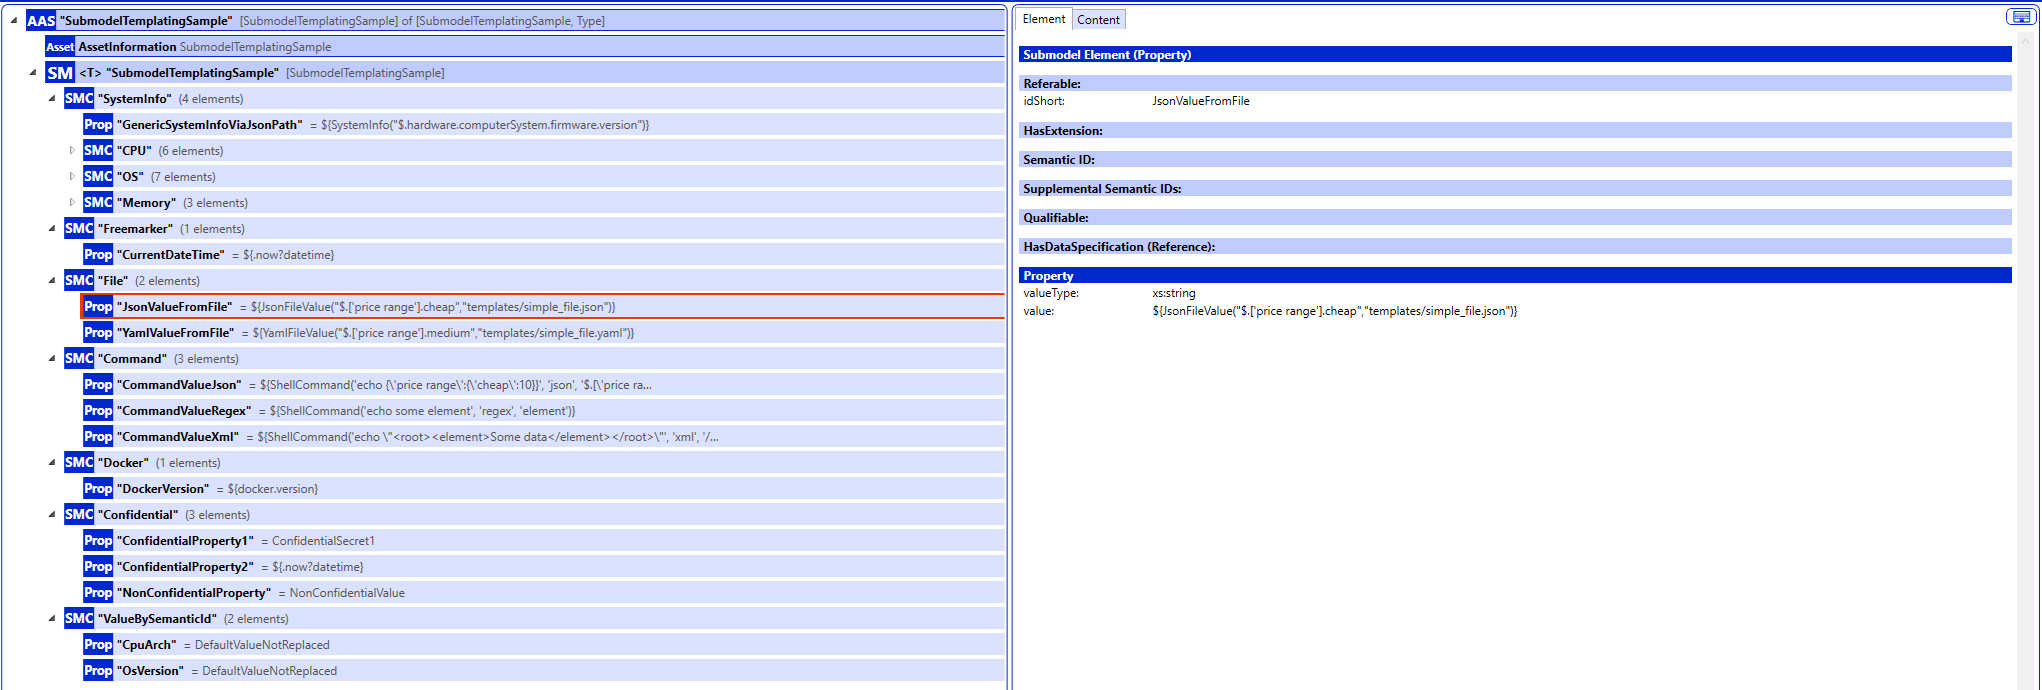 AAS "SubmodelTemplatingSample" [SubmodelTemplatingSample] of [SubmodelTemplatingSample, Type]
Asset AssetInformation SubmodelTemplatingSample
SM <T> "SubmodelTemplatingSample" [SubmodelTemplatingSample]
SMC "SystemInfo" (4 elements)
Prop "GenericSystemInfoViaJsonPath" = ${SystemInfo("$.hardware.computerSystem.firmware.version")}
SMC "CPU" (6 elements)
SMC "OS" (7 elements)
SMC "Memory" (3 elements)
SMC "Freemarker" (1 elements)
Prop "CurrentDateTime" = ${.now?datetime}
SMC "File" (2 elements)
Prop "JsonValueFromFile" = ${JsonFileValue("$.['price range'].cheap","templates/simple_file.json")}
Prop "YamlValueFromFile" = ${YamlFileValue("$.['price range'].medium","templates/simple_file.yaml")}
SMC "Command" (3 elements)
Prop "CommandValueJson" = ${ShellCommand('echo {\'price range\':{\'cheap\':10}}', 'json', '$.[\'price ra...
Prop "CommandValueRegex" = ${ShellCommand('echo some element', 'regex', 'element')}
Prop "CommandValueXml" = ${ShellCommand('echo \"<root><element>Some data</element></root>\"', 'xml', '/...
SMC "Docker" (1 elements)
Prop "DockerVersion" = ${docker.version}
SMC "Confidential" (3 elements)
Prop "ConfidentialProperty1" = ConfidentialSecret1
Prop "ConfidentialProperty2" = ${.now?datetime}
Prop "NonConfidentialProperty" = NonConfidentialValue
SMC "ValueBySemanticId" (2 elements)
Prop "CpuArch" = DefaultValueNotReplaced
Prop "OsVersion" = DefaultValueNotReplaced
Element Content
Submodel Element (Property)
Referable:
idShort: JsonValueFromFile
HasExtension:
Semantic ID:
Supplemental Semantic IDs:
Qualifiable:
HasDataSpecification (Reference):
Property
valueType: xs:string
value: ${JsonFileValue("$.['price range'].cheap","templates/simple_file.json")}